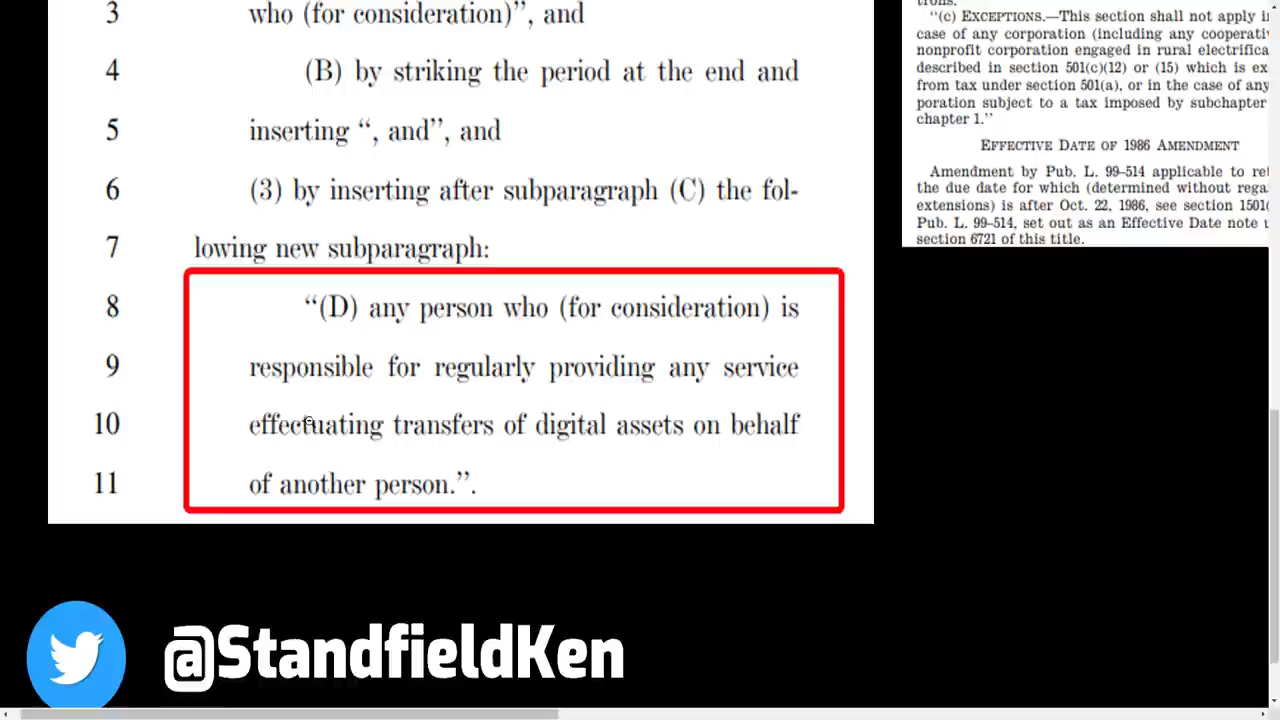 3 who (for consideration)”, and
4 (B) by striking the period at the end and
5 inserting “, and”, and
6 (3) by inserting after subparagraph (C) the fol-
7 lowing new subparagraph:
8 “(D) any person who (for consideration) is
9 responsible for regularly providing any service
10 effectuating transfers of digital assets on behalf
11 of another person.”.
trons.
“(c) EXCEPTIONS.—This section shall not apply i
case of any corporation (including any cooperati
nonprofit corporation engaged in rural electrifica
described in section 501(c)(12) or (15) which is ex
from tax under section 501(a), or in the case of any
poration subject to a tax imposed by subchapter
chapter 1.”
EFFECTIVE DATE OF 1986 AMENDMENT
Amendment by Pub. L. 99–514 applicable to ret
the due date for which (determined without rega
extensions) is after Oct. 22, 1986, see section 1501(
Pub. L. 99–514, set out as an Effective Date note u
section 6721 of this title.
@StandfieldKen